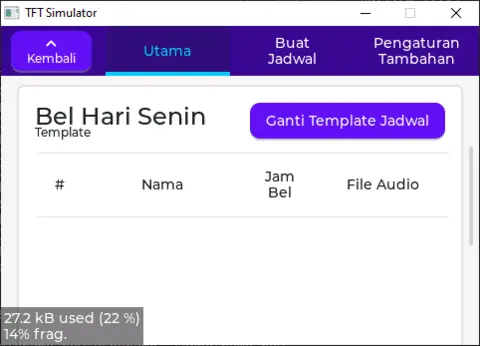 TFT Simulator
Kembali
Utama
Buat
Jadwal
Pengaturan
Tambahan
Bel Hari Senin
Template
Ganti Template Jadwal
#
Nama
Jam
Bel
File Audio
27.2 kB used (22 %)
14% frag.